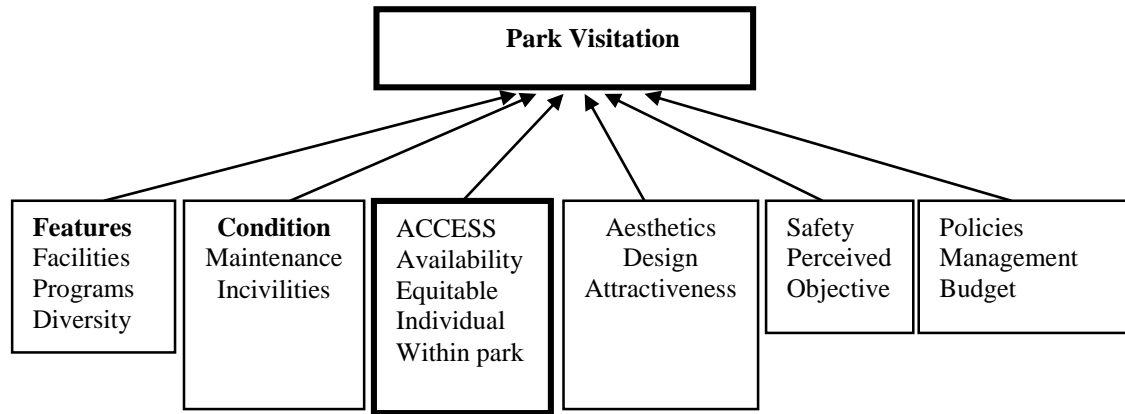 Park Visitation
Features
Facilities
Programs
Diversity
Condition
Maintenance
Incivilities
ACCESS
Availability
Equitable
Individual
Within park
Aesthetics
Design
Attractiveness
Safety
Perceived
Objective
Policies
Management
Budget